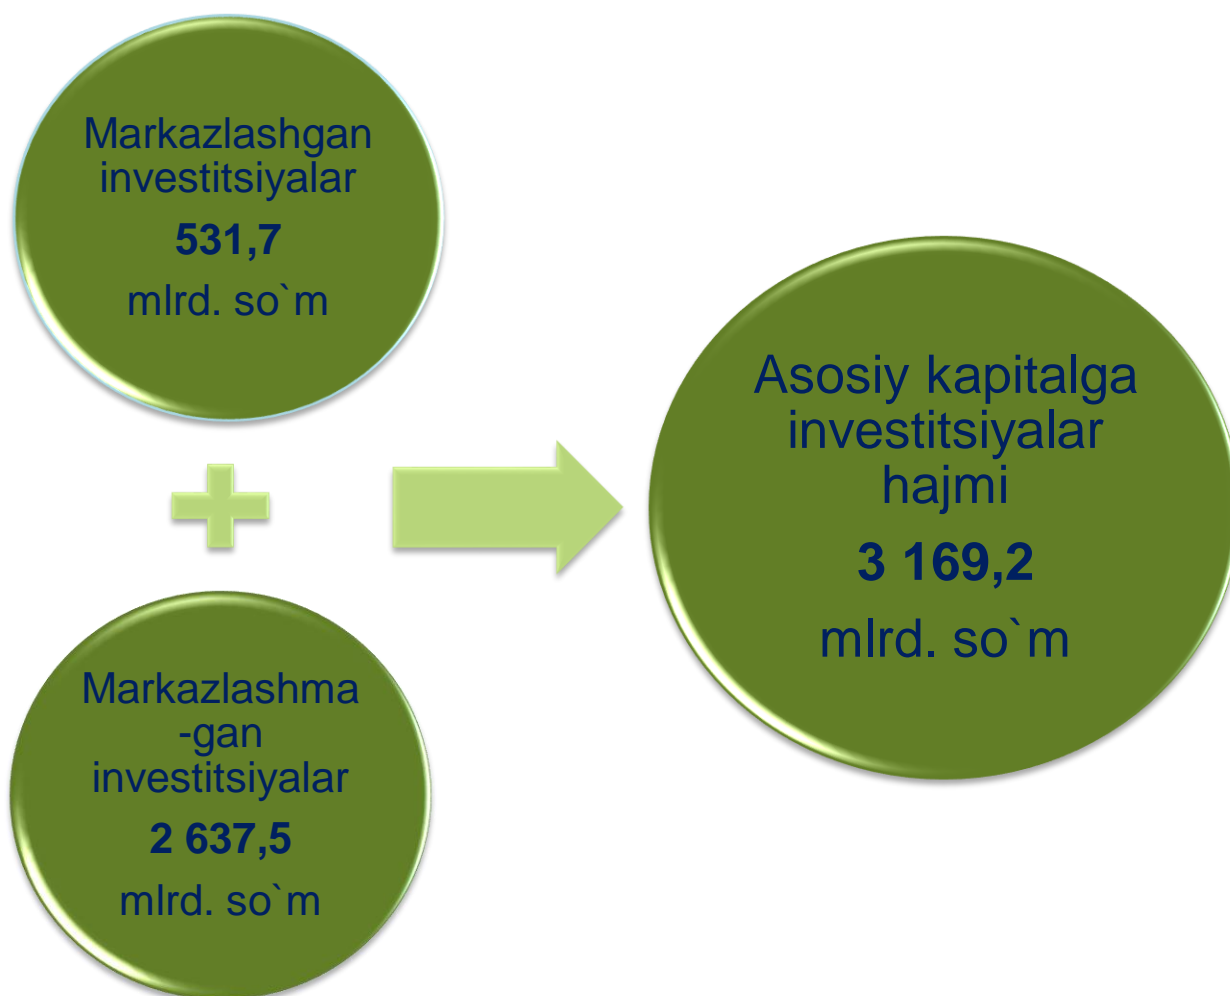 Markazlashgan
investitsiyalar
531,7
mlrd. so`m
Markazlashma
-gan
investitsiyalar
2 637,5
mlrd. so`m
Asosiy kapitalga
investitsiyalar
hajmi
3 169,2
mlrd. so`m